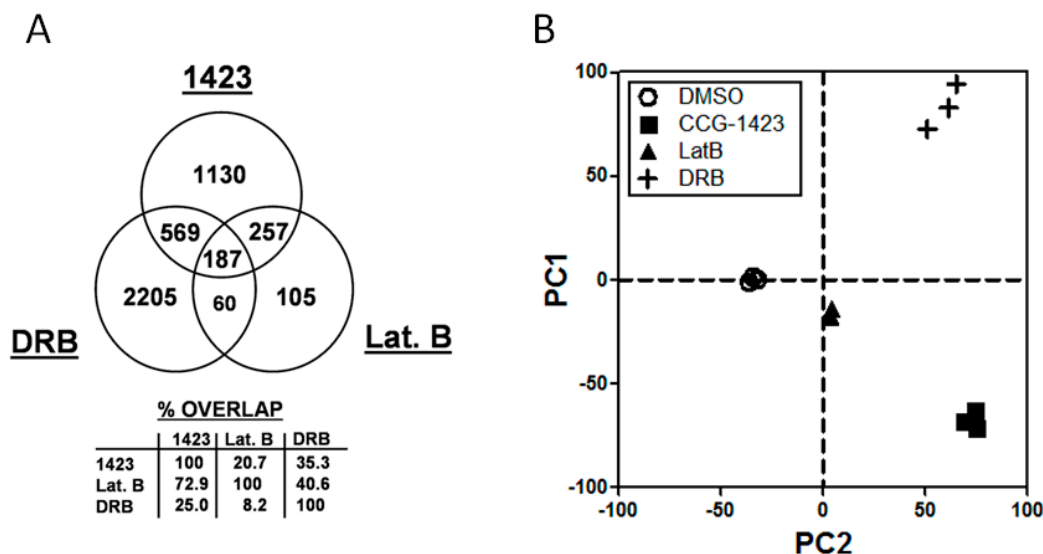 A
1423
1130
569
257
187
2205
60
105
DRB
Lat. B
% OVERLAP
1423 Lat. B DRB
1423 100 20.7 35.3
Lat. B 72.9 100 40.6
DRB 25.0 8.2 100
B
DMSO
CCG-1423
LatB
DRB
100
50
0
-50
-100
PC1
-100 -50 0 50 100
PC2